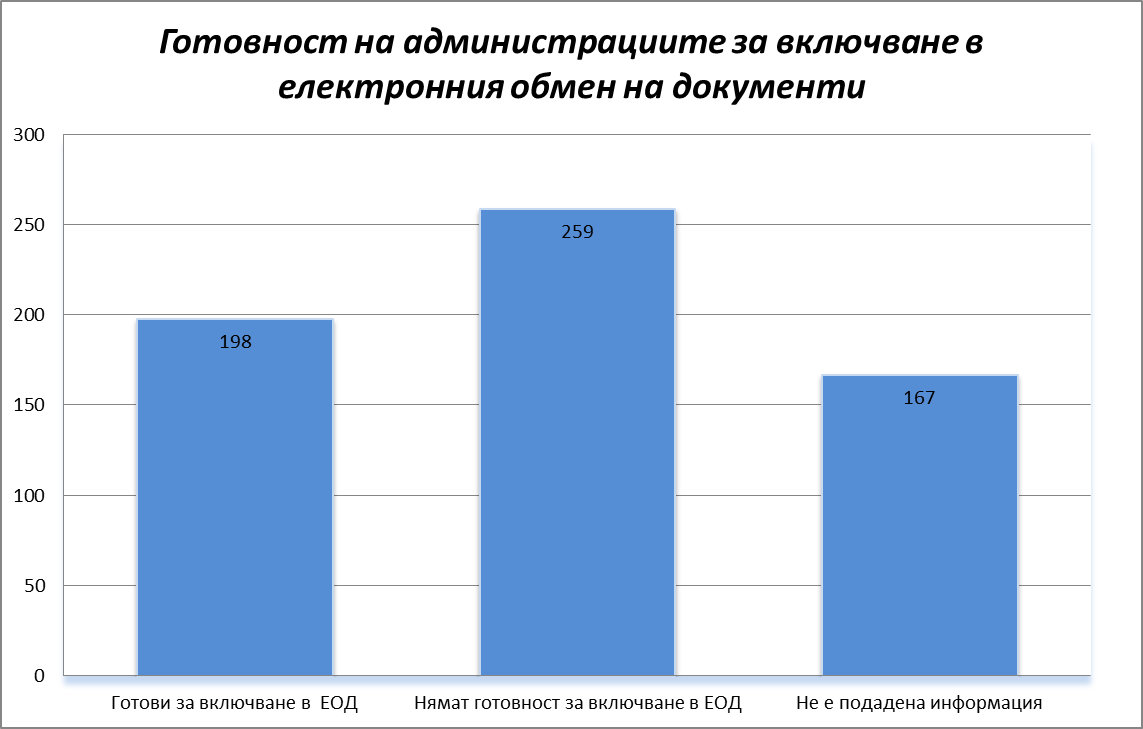 Готовност на администрациите за включване в
електронния обмен на документи
300
250
200
150
100
50
0
198
259
167
Готови за включване в ЕОД
Нямат готовност за включване в ЕОД
Не е подадена информация